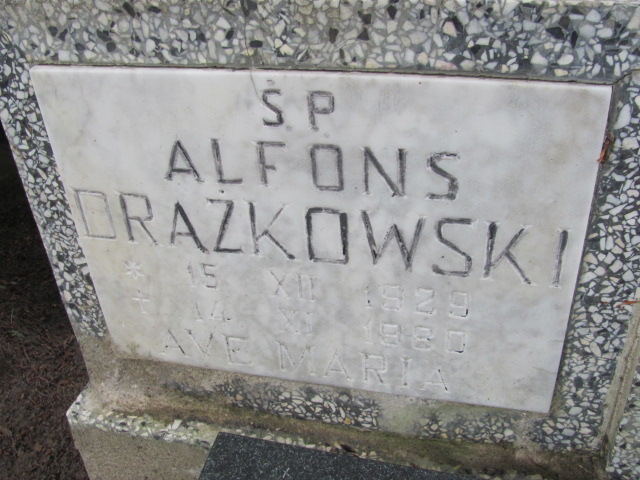 ŚP
ALFONS
DRAŻKOWSKI
* 15 XII 1929
+ 14 XI 1980
AVE MARIA